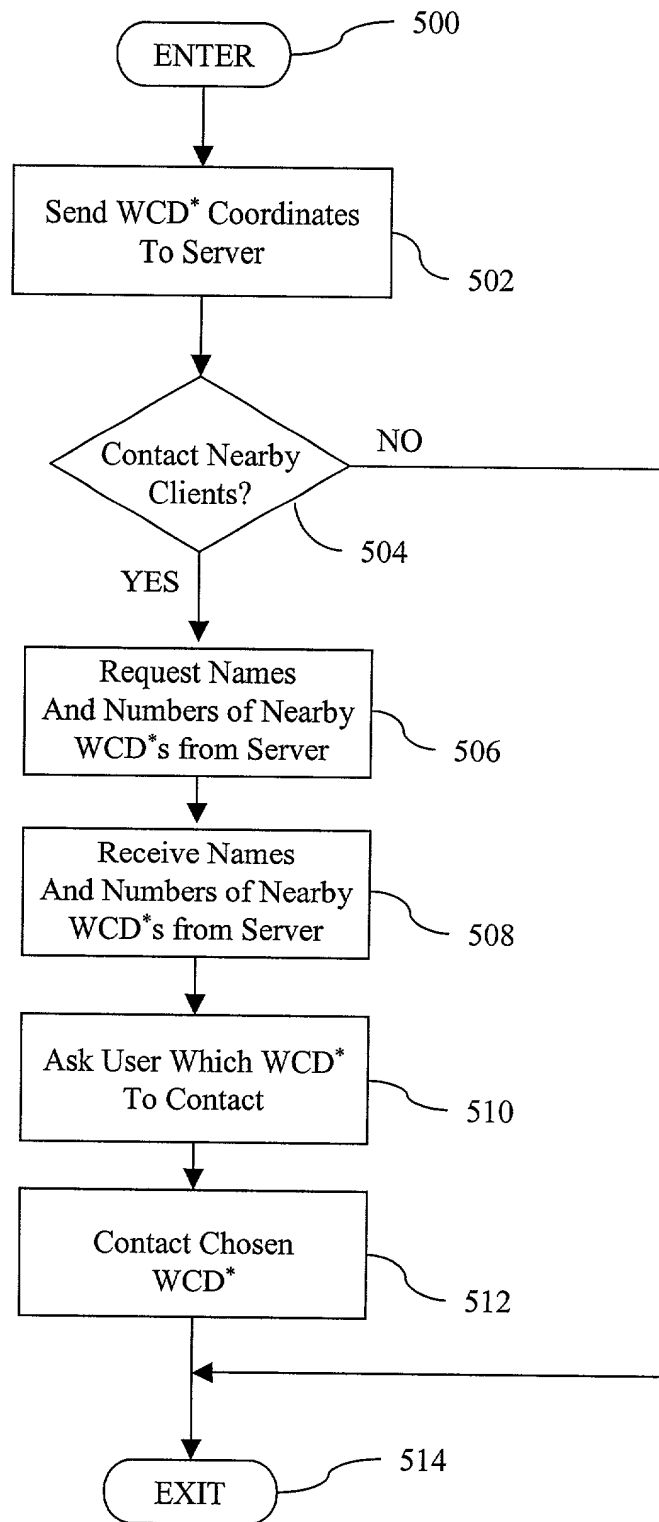 ENTER
500
Send WCD* Coordinates
To Server
502
Contact Nearby
Clients?
NO
504
YES
Request Names
And Numbers of Nearby
WCD*s from Server
506
Receive Names
And Numbers of Nearby
WCD*s from Server
508
Ask User Which WCD*
To Contact
510
Contact Chosen
WCD*
512
EXIT
514